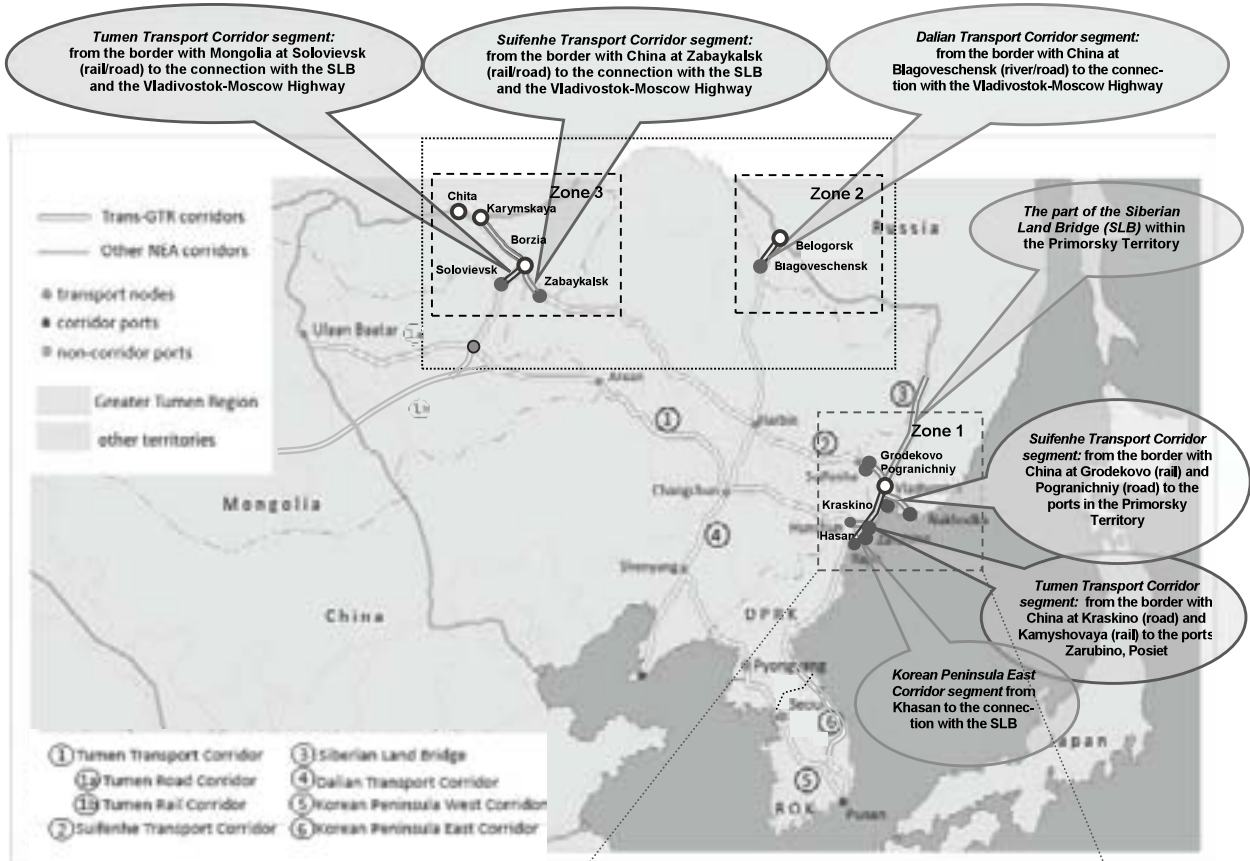 Tumen Transport Corridor segment:
from the border with Mongolia at Solovievsk
(rail/road) to the connection with the SLB
and the Vladivostok-Moscow Highway
Suifenhe Transport Corridor segment:
from the border with China at Zabaykalsk
(rail/road) to the connection with the SLB
and the Vladivostok-Moscow Highway
Dalian Transport Corridor segment:
from the border with China at
Blagoveschensk (river/road) to the connec-
tion with the Vladivostok-Moscow Highway
The part of the Siberian
Land Bridge (SLB) within
the Primorsky Territory
Zone 3
Chita
Karymskaya
Borzia
Solovievsk
Zabaykalsk
Zone 2
Belogorsk
Blagoveschensk
Russia
Trans-GTR corridors
Other NEA corridors
transport nodes
corridor ports
non-corridor ports
Greater Tumen Region
other territories
Ulaan Baatar
1a
1b
Arxan
1
Harbin
2
3
Zone 1
Grodekovo
Pogranichniy
Suifenhe
Changchun
Kraskino
Hasan
Nakhodka
4
Shenyang
Mongolia
China
DPRK
Pyongyang
Seoul
6
5
ROK
Pusan
Japan
Suifenhe Transport Corridor
segment: from the border with
China at Grodekovo (rail) and
Pogranichniy (road) to the
ports in the Primorsky
Territory
Tumen Transport Corridor
segment: from the border with
China at Kraskino (road) and
Kamyshovaya (rail) to the ports
Zarubino, Posiet
Korean Peninsula East
Corridor segment from
Khasan to the connec-
tion with the SLB
1 Tumen Transport Corridor
1a Tumen Road Corridor
1b Tumen Rail Corridor
2 Suifenhe Transport Corridor
3 Siberian Land Bridge
4 Dalian Transport Corridor
5 Korean Peninsula West Corridor
6 Korean Peninsula East Corridor